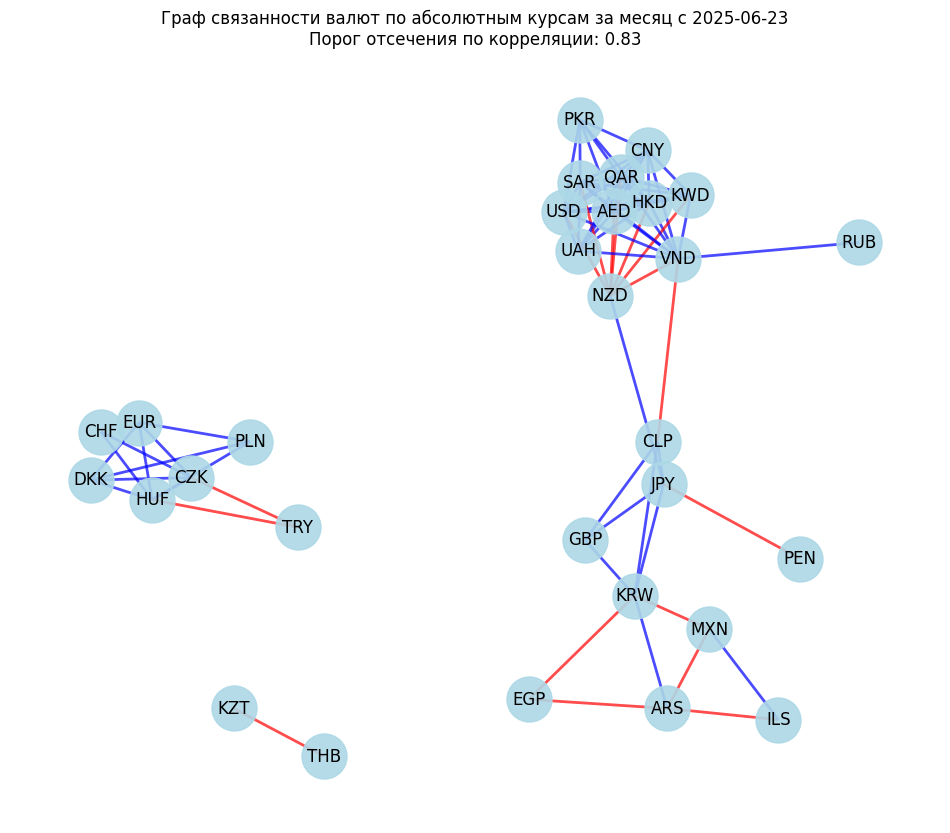 Граф связанности валют по абсолютным курсам за месяц с 2025-06-23
Порог отсечения по корреляции: 0.83
PKR
CNY
QAR
SAR
KWD
HKD
USD
AED
RUB
UAH
VND
NZD
EUR
CHF
PLN
CLP
CZK
DKK
JPY
HUF
TRY
GBP
PEN
KRW
MXN
EGP
KZT
ARS
ILS
THB